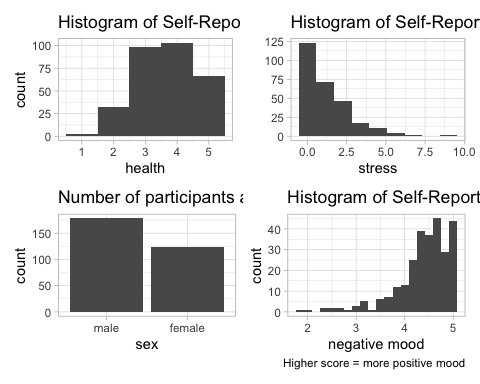 Histogram of Self-Repo
100
75
50
25
0
count
1 2 3 4 5
health
Histogram of Self-Report
125
100
75
50
25
0
count
0.0 2.5 5.0 7.5 10.0
stress
Number of participants a
150
100
50
0
count
male female
sex
Histogram of Self-Report
40
30
20
10
0
count
2 3 4 5
negative mood
Higher score = more positive mood